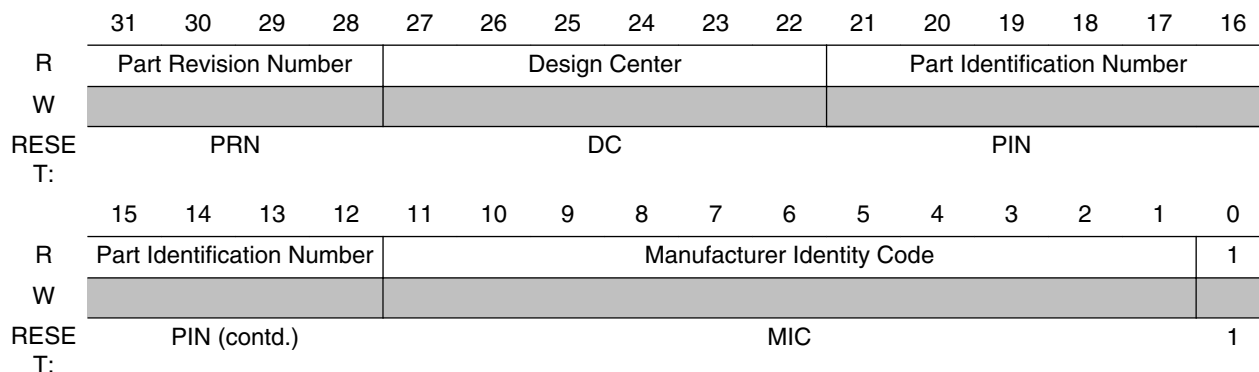 31 30 29 28 27 26 25 24 23 22 21 20 19 18 17 16
R Part Revision Number Design Center Part Identification Number
W
RESE PRN DC PIN
T:
15 14 13 12 11 10 9 8 7 6 5 4 3 2 1 0
R Part Identification Number Manufacturer Identity Code 1
W
RESE PIN (contd.) MIC 1
T: